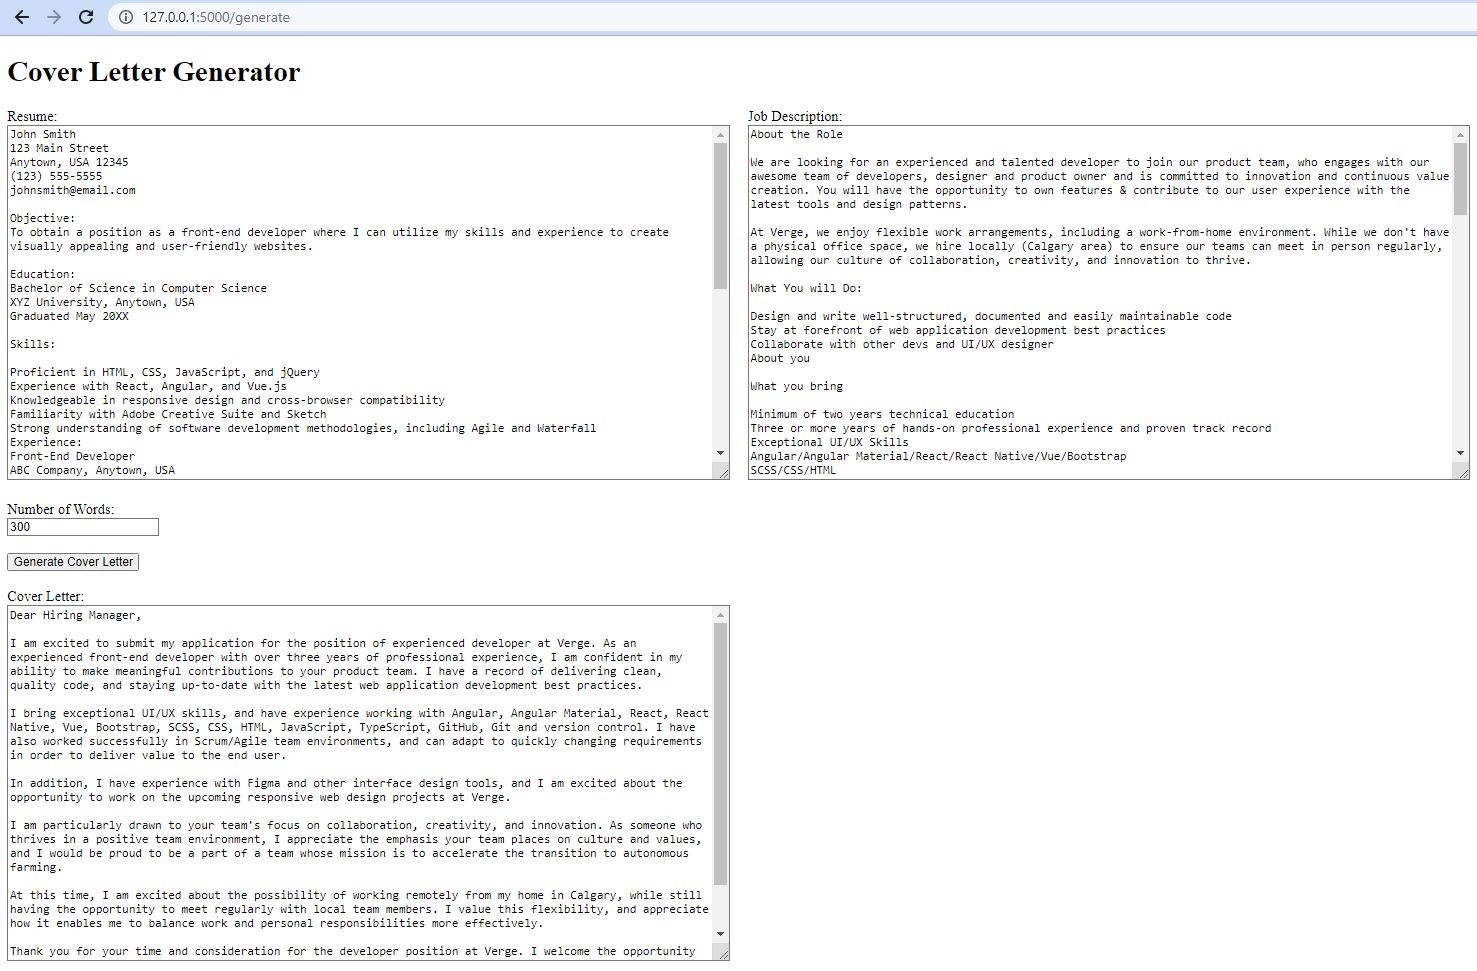 127.0.0.1:5000/generate
Cover Letter Generator
Resume:
John Smith
123 Main Street
Anytown, USA 12345
(123) 555-5555
johnsmith@email.com
Objective:
To obtain a position as a front-end developer where I can utilize my skills and experience to create
visually appealing and user-friendly websites.
Education:
Bachelor of Science in Computer Science
XYZ University, Anytown, USA
Graduated May 20XX
Skills:
Proficient in HTML, CSS, JavaScript, and jQuery
Experience with React, Angular, and Vue.js
Knowledgeable in responsive design and cross-browser compatibility
Familiarity with Adobe Creative Suite and Sketch
Strong understanding of software development methodologies, including Agile and Waterfall
Experience:
Front-End Developer
ABC Company, Anytown, USA
Job Description:
About the Role
We are looking for an experienced and talented developer to join our product team, who engages with our
awesome team of developers, designer and product owner and is committed to innovation and continuous value
creation. You will have the opportunity to own features & contribute to our user experience with the
latest tools and design patterns.
At Verge, we enjoy flexible work arrangements, including a work-from-home environment. While we don't have
a physical office space, we hire locally (Calgary area) to ensure our teams can meet in person regularly,
allowing our culture of collaboration, creativity, and innovation to thrive.
What You will Do:
Design and write well-structured, documented and easily maintainable code
Stay at forefront of web application development best practices
Collaborate with other devs and UI/UX designer
About you
What you bring
Minimum of two years technical education
Three or more years of hands-on professional experience and proven track record
Exceptional UI/UX Skills
Angular/Angular Material/React/React Native/Vue/Bootstrap
SCSS/CSS/HTML
Number of Words:
300
Generate Cover Letter
Cover Letter:
Dear Hiring Manager,
I am excited to submit my application for the position of experienced developer at Verge. As an
experienced front-end developer with over three years of professional experience, I am confident in my
ability to make meaningful contributions to your product team. I have a record of delivering clean,
quality code, and staying up-to-date with the latest web application development best practices.
I bring exceptional UI/UX skills, and have experience working with Angular, Angular Material, React, React
Native, Vue, Bootstrap, SCSS, CSS, HTML, JavaScript, TypeScript, GitHub, Git and version control. I have
also worked successfully in Scrum/Agile team environments, and can adapt to quickly changing requirements
in order to deliver value to the end user.
In addition, I have experience with Figma and other interface design tools, and I am excited about the
opportunity to work on the upcoming responsive web design projects at Verge.
I am particularly drawn to your team's focus on collaboration, creativity, and innovation. As someone who
thrives in a positive team environment, I appreciate the emphasis your team places on culture and values,
and I would be proud to be a part of a team whose mission is to accelerate the transition to autonomous
farming.
At this time, I am excited about the possibility of working remotely from my home in Calgary, while still
having the opportunity to meet regularly with local team members. I value this flexibility, and appreciate
how it enables me to balance work and personal responsibilities more effectively.
Thank you for your time and consideration for the developer position at Verge. I welcome the opportunity